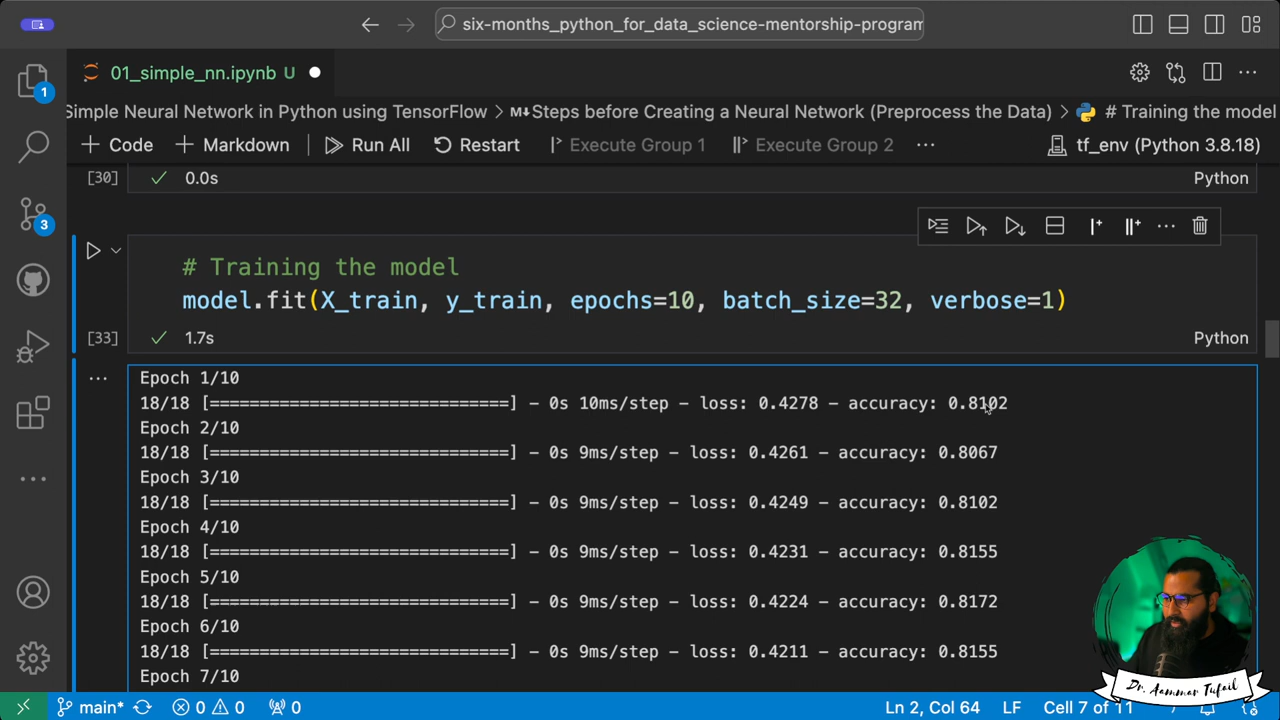 six-months_python_for_data_science-mentorship-program
01_simple_nn.ipynb U
Simple Neural Network in Python using TensorFlow > M↓Steps before Creating a Neural Network (Preprocess the Data) > # Training the model
+ Code + Markdown Run All Restart Execute Group 1 Execute Group 2 ... tf_env (Python 3.8.18)
[30] ✓ 0.0s Python
# Training the model
model.fit(X_train, y_train, epochs=10, batch_size=32, verbose=1)
[33] ✓ 1.7s Python
Epoch 1/10
18/18 [==============================] - 0s 10ms/step - loss: 0.4278 - accuracy: 0.8102
Epoch 2/10
18/18 [==============================] - 0s 9ms/step - loss: 0.4261 - accuracy: 0.8067
Epoch 3/10
18/18 [==============================] - 0s 9ms/step - loss: 0.4249 - accuracy: 0.8102
Epoch 4/10
18/18 [==============================] - 0s 9ms/step - loss: 0.4231 - accuracy: 0.8155
Epoch 5/10
18/18 [==============================] - 0s 9ms/step - loss: 0.4224 - accuracy: 0.8172
Epoch 6/10
18/18 [==============================] - 0s 9ms/step - loss: 0.4211 - accuracy: 0.8155
Epoch 7/10
1
3
Dr. Aammar Tufail
main* 0 0 0 Ln 2, Col 64 LF Cell 7 of 11